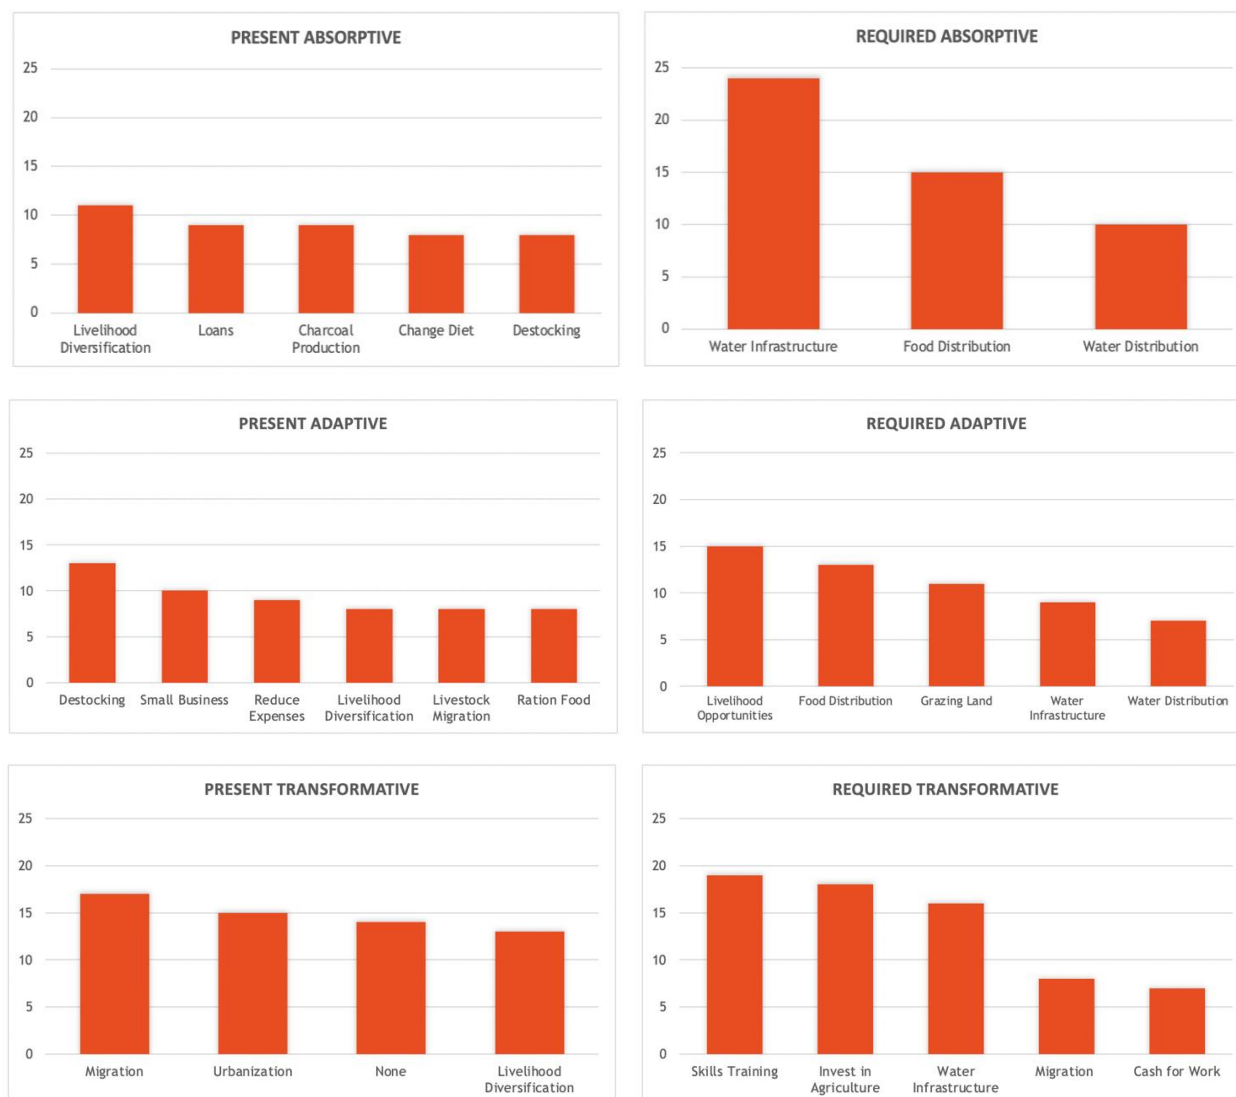 PRESENT ABSORPTIVE
25
20
15
10
5
0
Livelihood Diversification
Loans
Charcoal Production
Change Diet
Destocking
REQUIRED ABSORPTIVE
25
20
15
10
5
0
Water Infrastructure
Food Distribution
Water Distribution
PRESENT ADAPTIVE
25
20
15
10
5
0
Destocking
Small Business
Reduce Expenses
Livelihood Diversification
Livestock Migration
Ration Food
REQUIRED ADAPTIVE
25
20
15
10
5
0
Livelihood Opportunities
Food Distribution
Grazing Land
Water Infrastructure
Water Distribution
PRESENT TRANSFORMATIVE
25
20
15
10
5
0
Migration
Urbanization
None
Livelihood Diversification
REQUIRED TRANSFORMATIVE
25
20
15
10
5
0
Skills Training
Invest in Agriculture
Water Infrastructure
Migration
Cash for Work